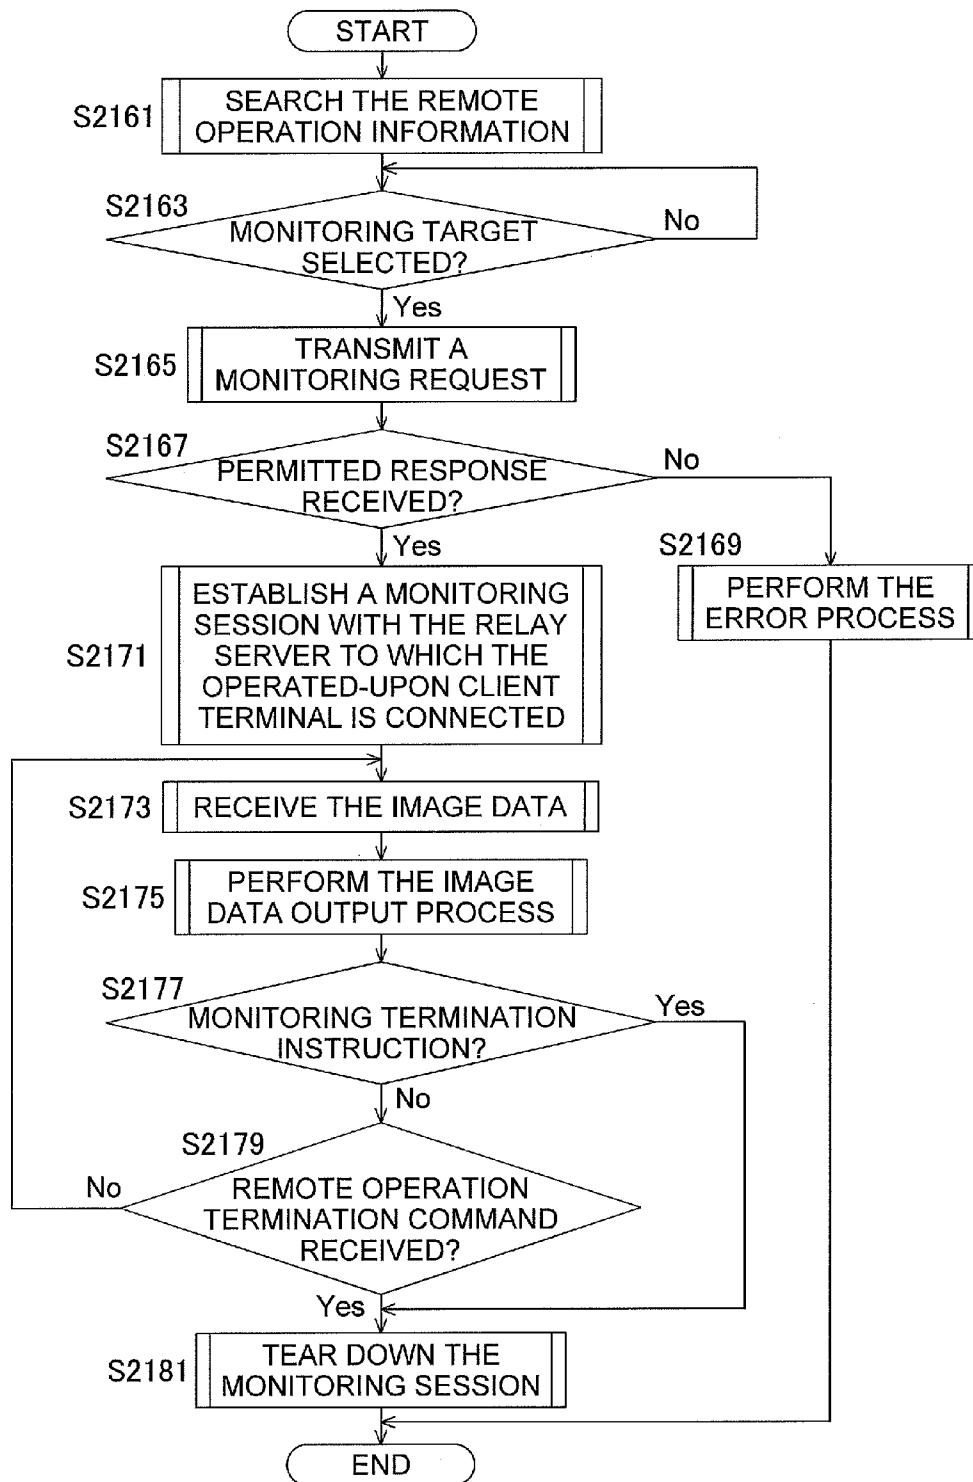 START
S2161
SEARCH THE REMOTE
OPERATION INFORMATION
S2163
MONITORING TARGET
SELECTED?
No
Yes
S2165
TRANSMIT A
MONITORING REQUEST
S2167
PERMITTED RESPONSE
RECEIVED?
No
Yes
S2169
PERFORM THE
ERROR PROCESS
S2171
ESTABLISH A MONITORING
SESSION WITH THE RELAY
SERVER TO WHICH THE
OPERATED-UPON CLIENT
TERMINAL IS CONNECTED
S2173
RECEIVE THE IMAGE DATA
S2175
PERFORM THE IMAGE
DATA OUTPUT PROCESS
S2177
MONITORING TERMINATION
INSTRUCTION?
Yes
No
S2179
REMOTE OPERATION
TERMINATION COMMAND
RECEIVED?
No
Yes
S2181
TEAR DOWN THE
MONITORING SESSION
END